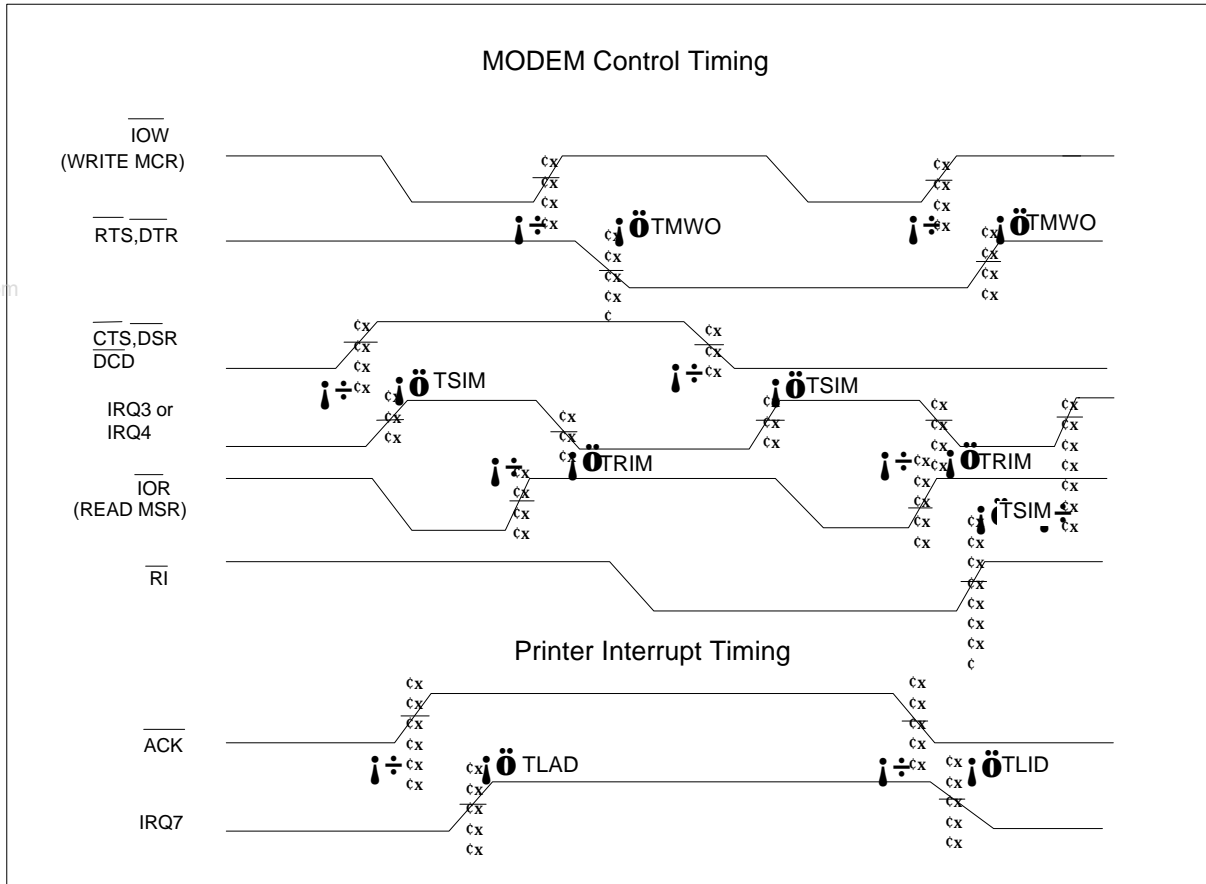 MODEM Control Timing
IOW
(WRITE MCR)
RTS,DTR
TMWO
TMWO
m
CTS,DSR
DCD
TSIM
TSIM
IRQ3 or
IRQ4
TRIM
TRIM
IOR
(READ MSR)
TSIM
RI
Printer Interrupt Timing
ACK
TLAD
TLID
IRQ7